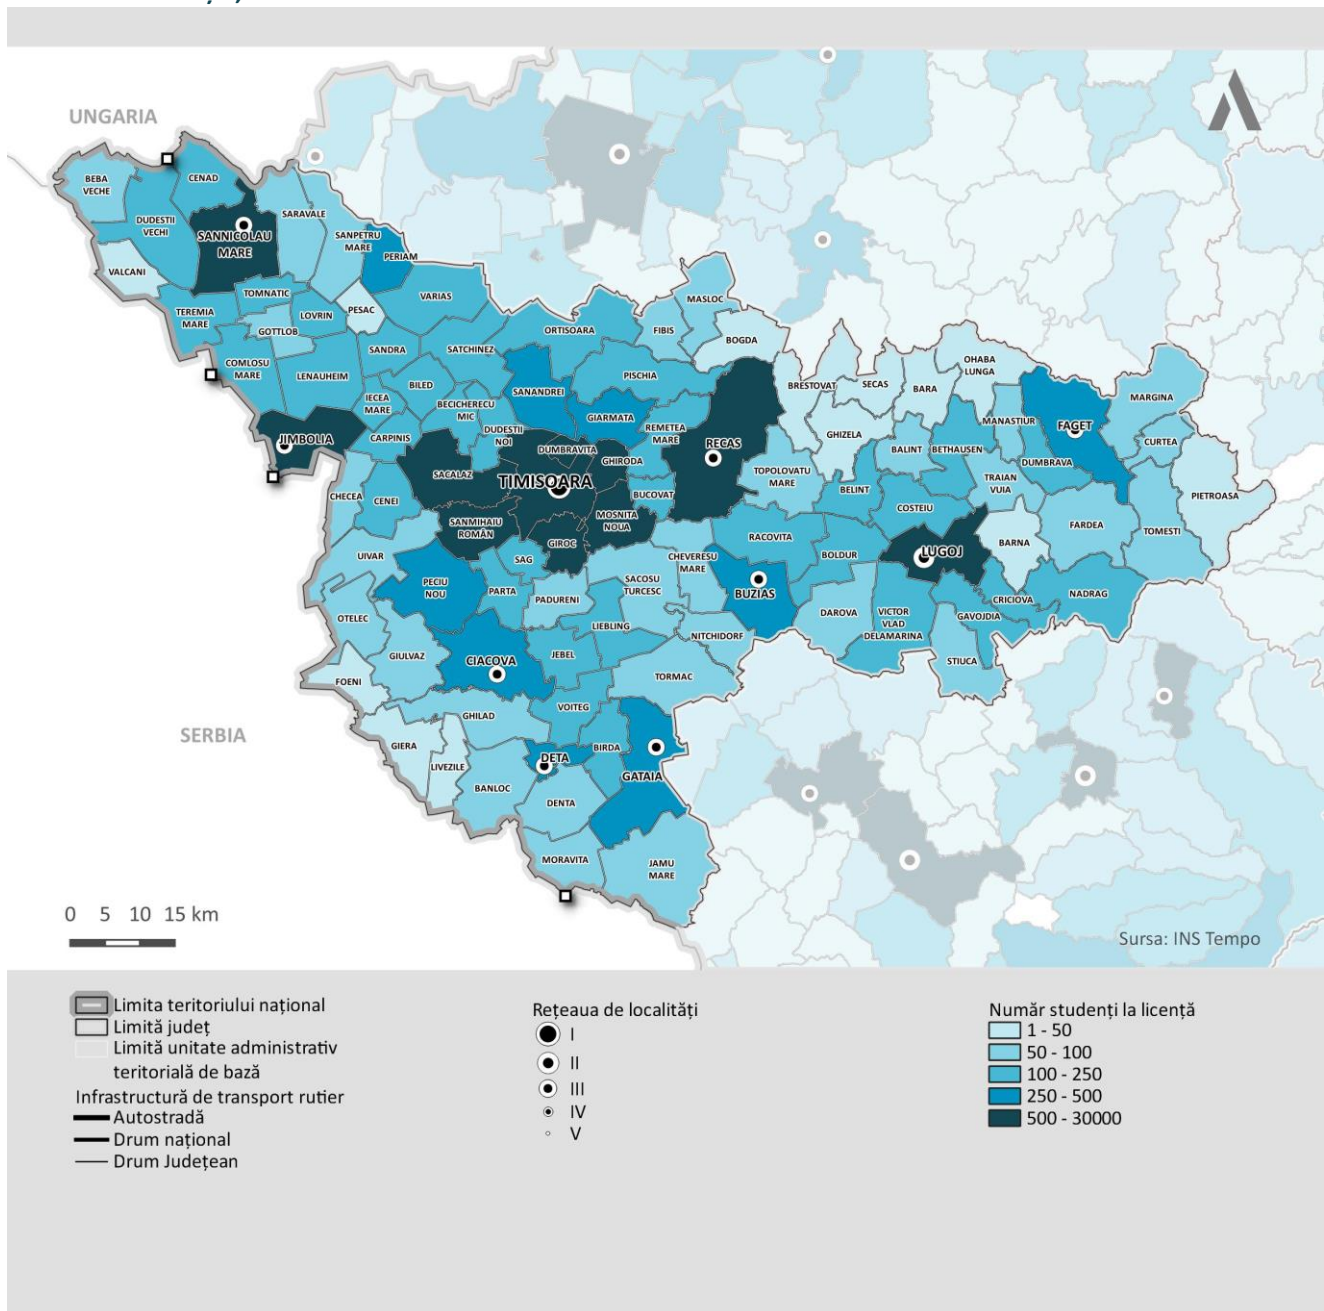 UNGARIA
BEBA
VECHE
CENAD
DUDESTII
VECHI
SANNICOLAU
MARE
SARAVALE
SANPETRU
MARE
PERIAM
VALCANI
TOMNATIC
VARIAS
TEREMIA
MARE
LOVRIN
PESAC
GOTTLOB
MASLOC
ORTISOARA
FIBIS
BOGDA
COMLOSU
MARE
LENAUHEIM
SANDRA
SATCHINEZ
PISCHIA
OHABA
LUNGA
BRESTOVAT
SECAS
BARA
MARGINA
IECEA
MARE
BILED
SANANDREI
BECICHERECU
MIC
GIARMATA
REMETEA
MARE
RECAS
GHIZELA
MANASTIUR
FAGET
CURTEA
JIMBOLIA
CARPINIS
DUDESTII
NOI
DUMBRAVITA
GHIRODA
BALINT
BETHAUSEN
DUMBRAVA
SACALAZ
TIMISOARA
TOPOLOVATU
MARE
TRAIAN
VUIA
PIETROASA
CHECEA
CENEI
BUCOVAT
BELINT
COSTEIU
SANMIHAIU
ROMÂN
MOSNITA
NOUA
FARDEA
TOMESTI
GIROC
RACOVITA
BARNA
UIVAR
SAG
CHEVERESU
MARE
BOLDUR
LUGOJ
PECIU
NOU
PARTA
PADURENI
SACOSU
TURCESC
BUZIAS
OTELEC
DAROVA
VICTOR
VLAD
DELAMARINA
GAVOJDIA
CRICIOVA
NADRAG
LIEBLING
NITCHIDORF
GIULVAZ
CIACOVA
JEBEL
STIUCA
FOENI
TORMAC
VOITEG
GHILAD
SERBIA
GIERA
LIVEZILE
BIRDA
DETA
GATAIA
BANLOC
DENTA
MORAVITA
JAMU
MARE
0 5 10 15 km
Sursa: INS Tempo
Limita teritoriului național
Limită județ
Limită unitate administrativ
teritorială de bază
Infrastructură de transport rutier
Autostradă
Drum național
Drum Județean
Rețeaua de localități
I
II
III
IV
V
Număr studenți la licență
1 - 50
50 - 100
100 - 250
250 - 500
500 - 30000